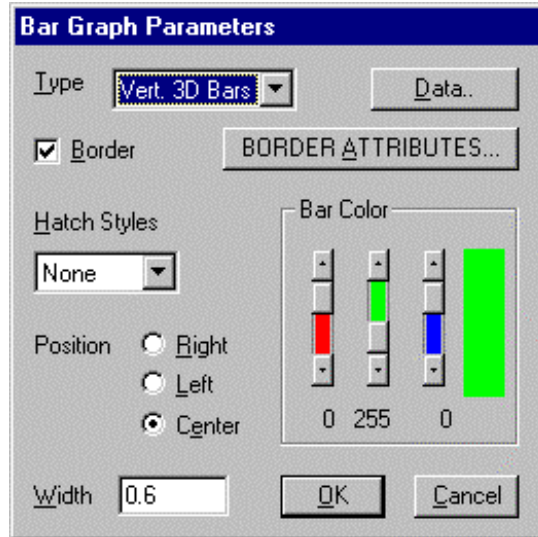 Bar Graph Parameters
Type Vert. 3D Bars Data..
Border BORDER ATTRIBUTES...
Hatch Styles
None
Bar Color
Position Right
Left
Center
0 255 0
Width 0.6 OK Cancel